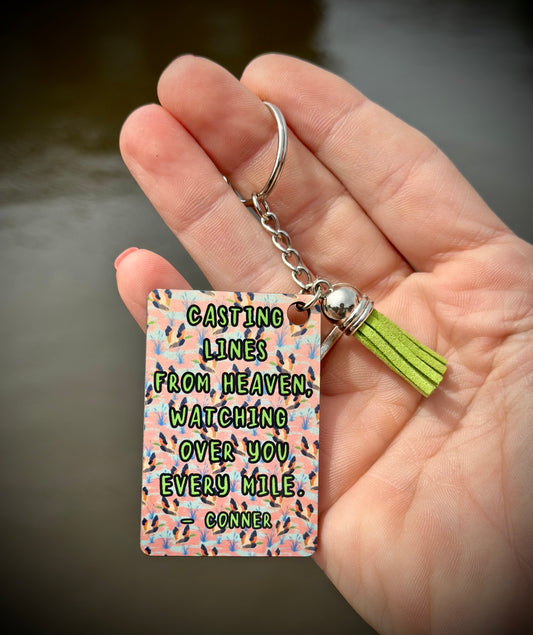 CASTING
LINES
FROM HEAVEN,
WATCHING
OVER YOU
EVERY MILE.
- CONNER